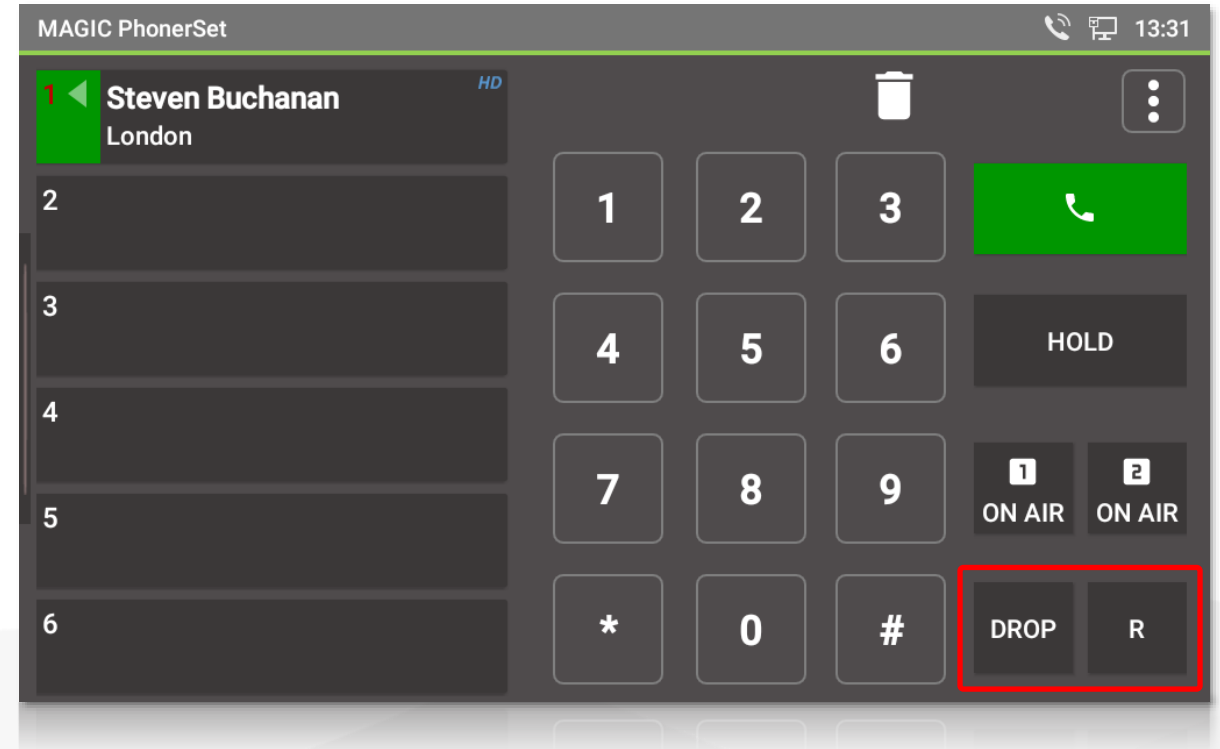 MAGIC PhonerSet
13:31
1
Steven Buchanan
HD
London
2
3
4
5
6
1 2 3
4 5 6
7 8 9
* 0 #
HOLD
1 2
ON AIR ON AIR
DROP R